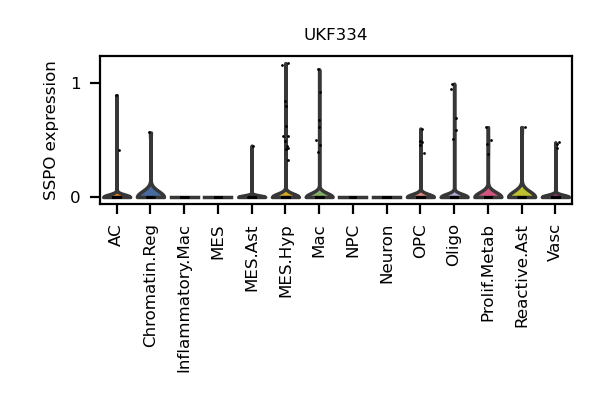 UKF334
SSPO expression
1
0
AC
Chromatin.Reg
Inflammatory.Mac
MES
MES.Ast
MES.Hyp
Mac
NPC
Neuron
OPC
Oligo
Prolif.Metab
Reactive.Ast
Vasc